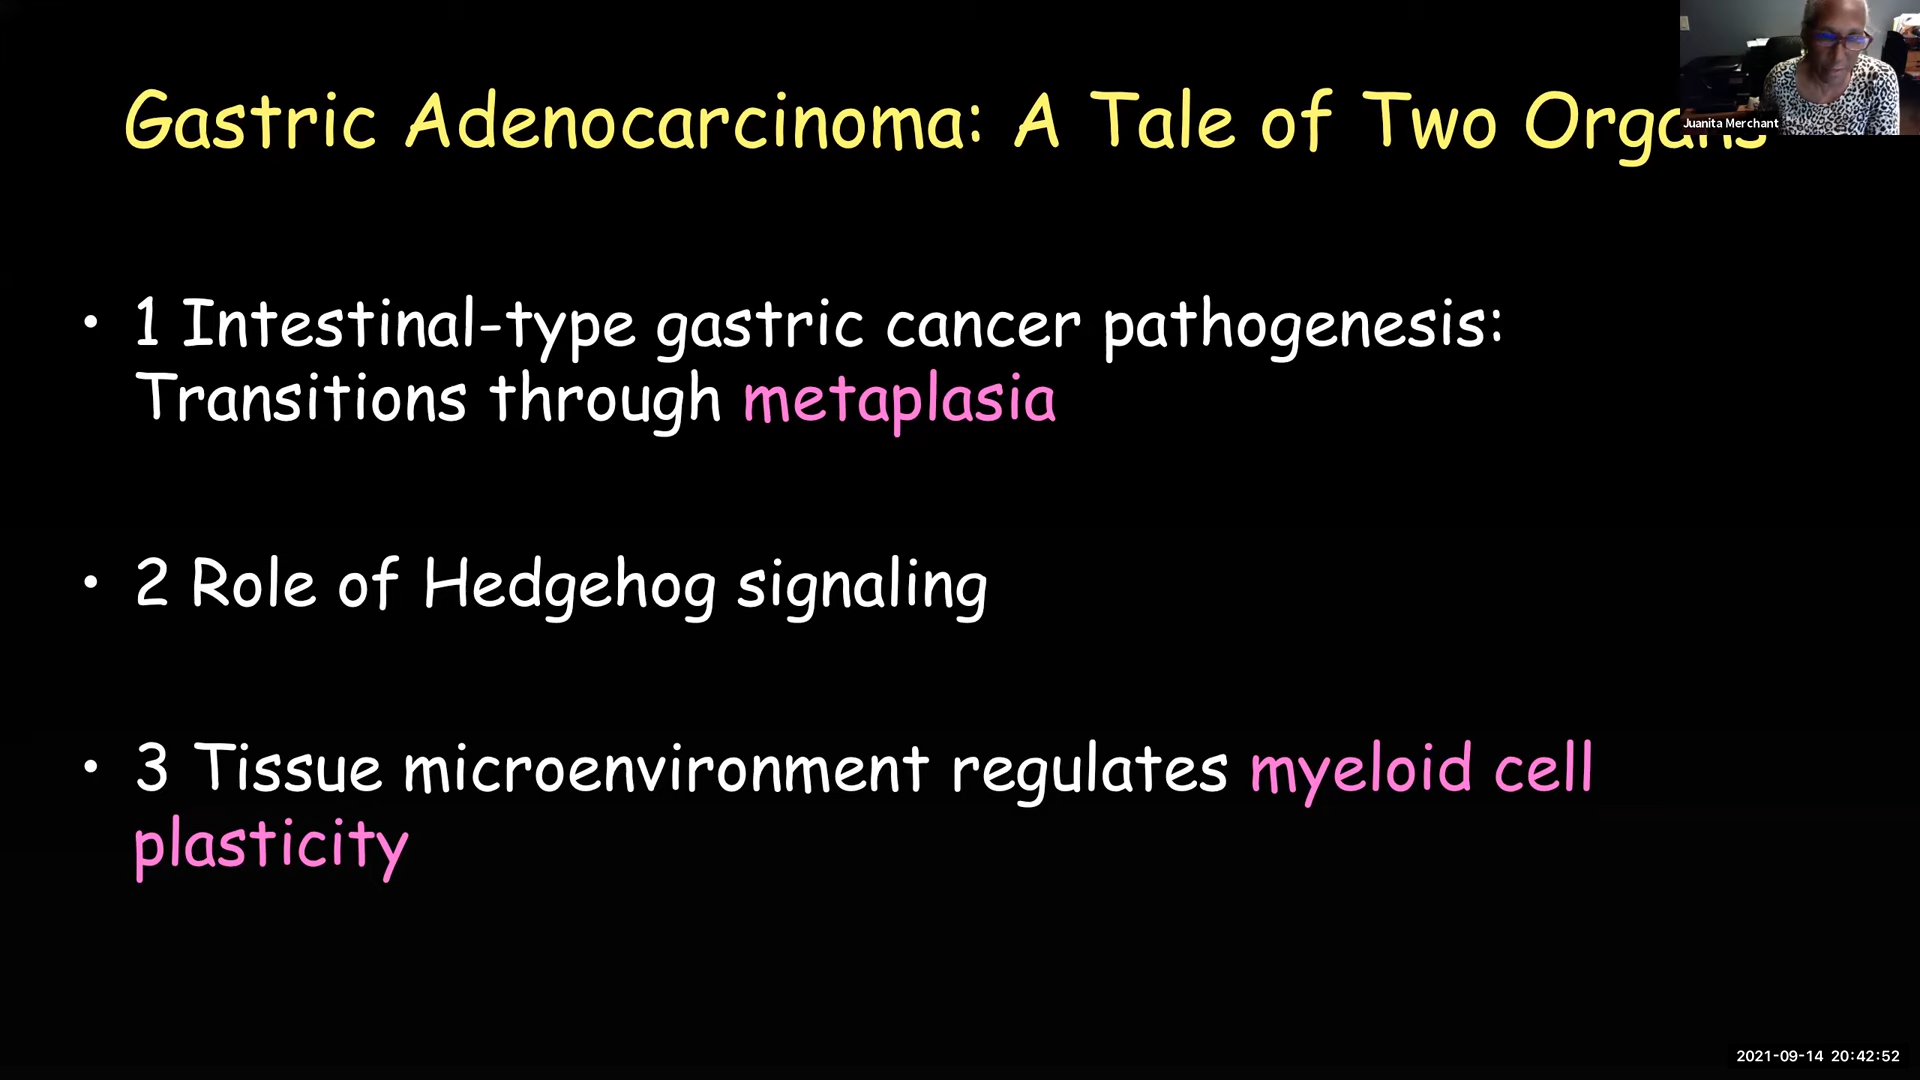 Gastric Adenocarcinoma: A Tale of Two Organs
Juanita Merchant
• 1 Intestinal-type gastric cancer pathogenesis:
Transitions through metaplasia
• 2 Role of Hedgehog signaling
• 3 Tissue microenvironment regulates myeloid cell
plasticity
2021-09-14 20:42:52